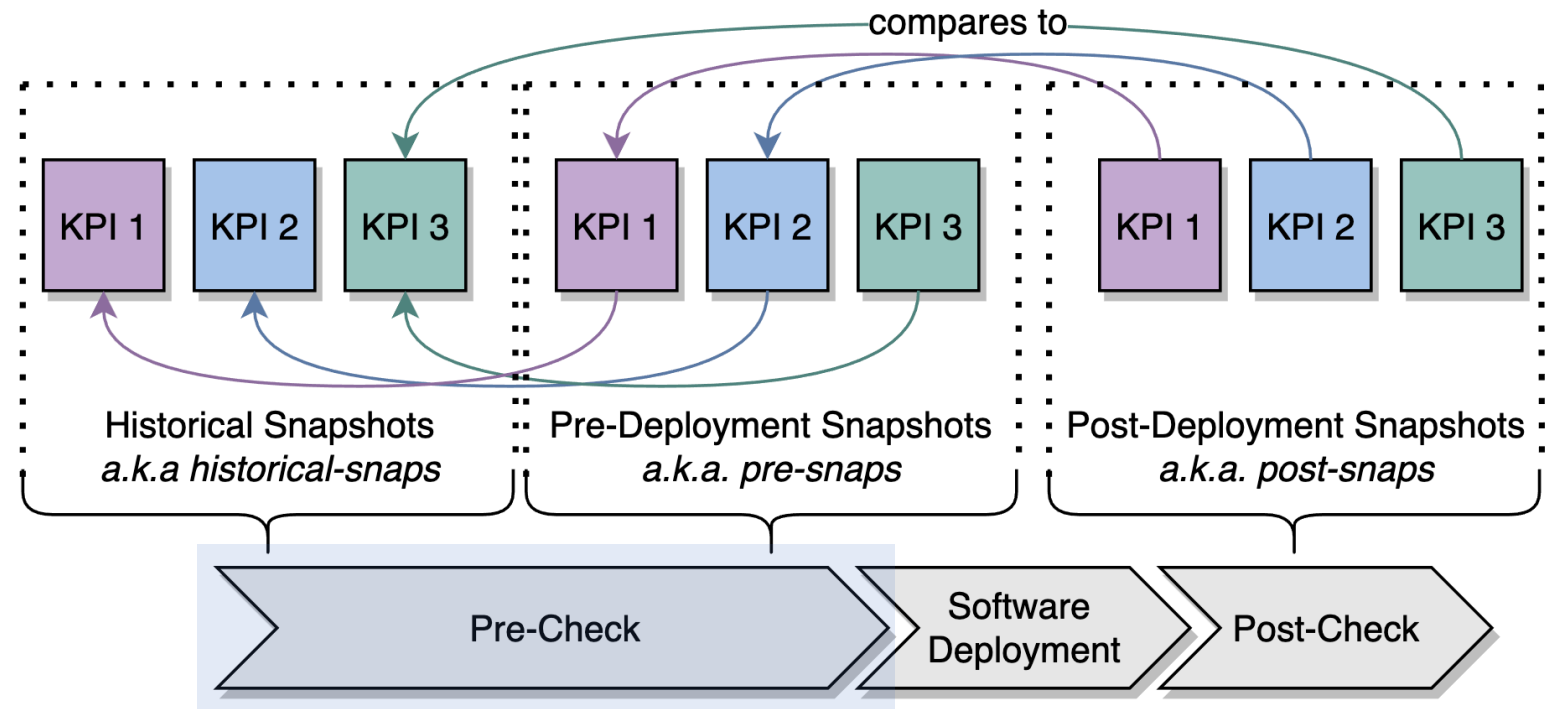 compares to
KPI 1
KPI 2
KPI 3
KPI 1
KPI 2
KPI 3
KPI 1
KPI 2
KPI 3
Historical Snapshots
a.k.a historical-snaps
Pre-Deployment Snapshots
a.k.a. pre-snaps
Post-Deployment Snapshots
a.k.a. post-snaps
Pre-Check
Software
Deployment
Post-Check